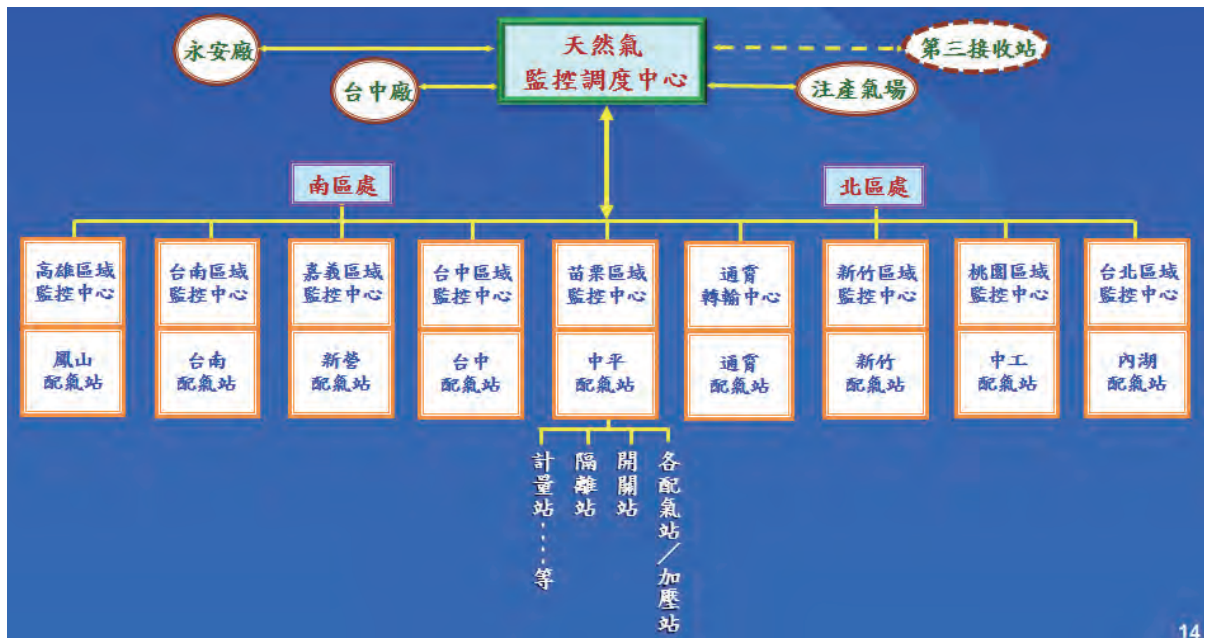 永安廠
天然氣
監控調度中心
第三接收站
台中廠
注產氣場
南區處
北區處
高雄區域
監控中心
台南區域
監控中心
嘉義區域
監控中心
台中區域
監控中心
苗栗區域
監控中心
通霄
轉輸中心
新竹區域
監控中心
桃園區域
監控中心
台北區域
監控中心
鳳山
配氣站
台南
配氣站
新營
配氣站
台中
配氣站
中平
配氣站
通霄
配氣站
新竹
配氣站
中工
配氣站
內湖
配氣站
計量站‥‥等
隔離站
開關站
各配氣站／加壓站
14